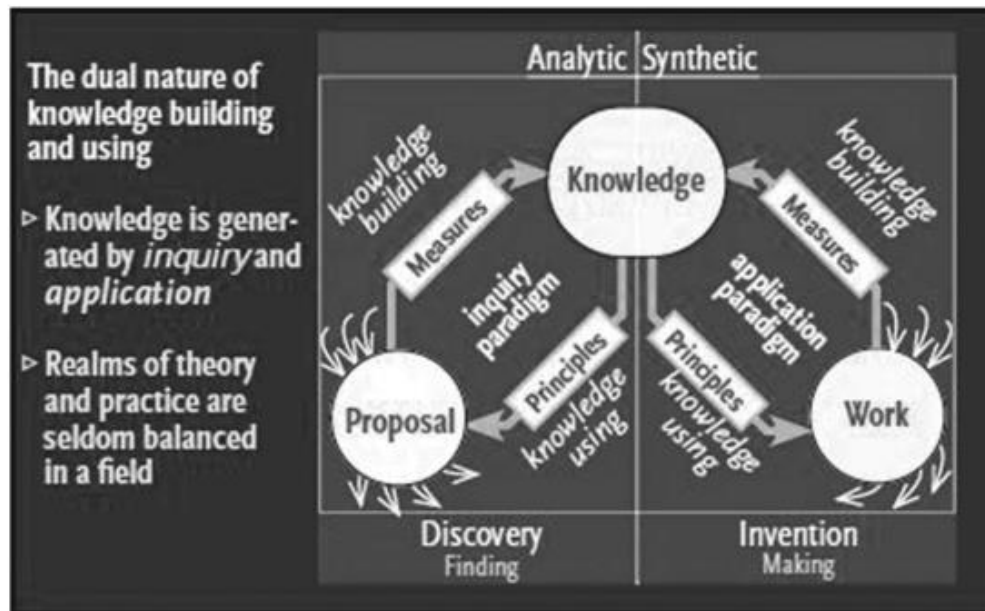 The dual nature of
knowledge building
and using
▷ Knowledge is gener-
ated by inquiry and
application
▷ Realms of theory
and practice are
seldom balanced
in a field
Analytic Synthetic
knowledge
building
Measures
Knowledge
Measures
knowledge
building
inquiry
paradigm
application
paradigm
Proposal
Principles
knowledge
using
Principles
knowledge
using
Work
Discovery
Finding
Invention
Making